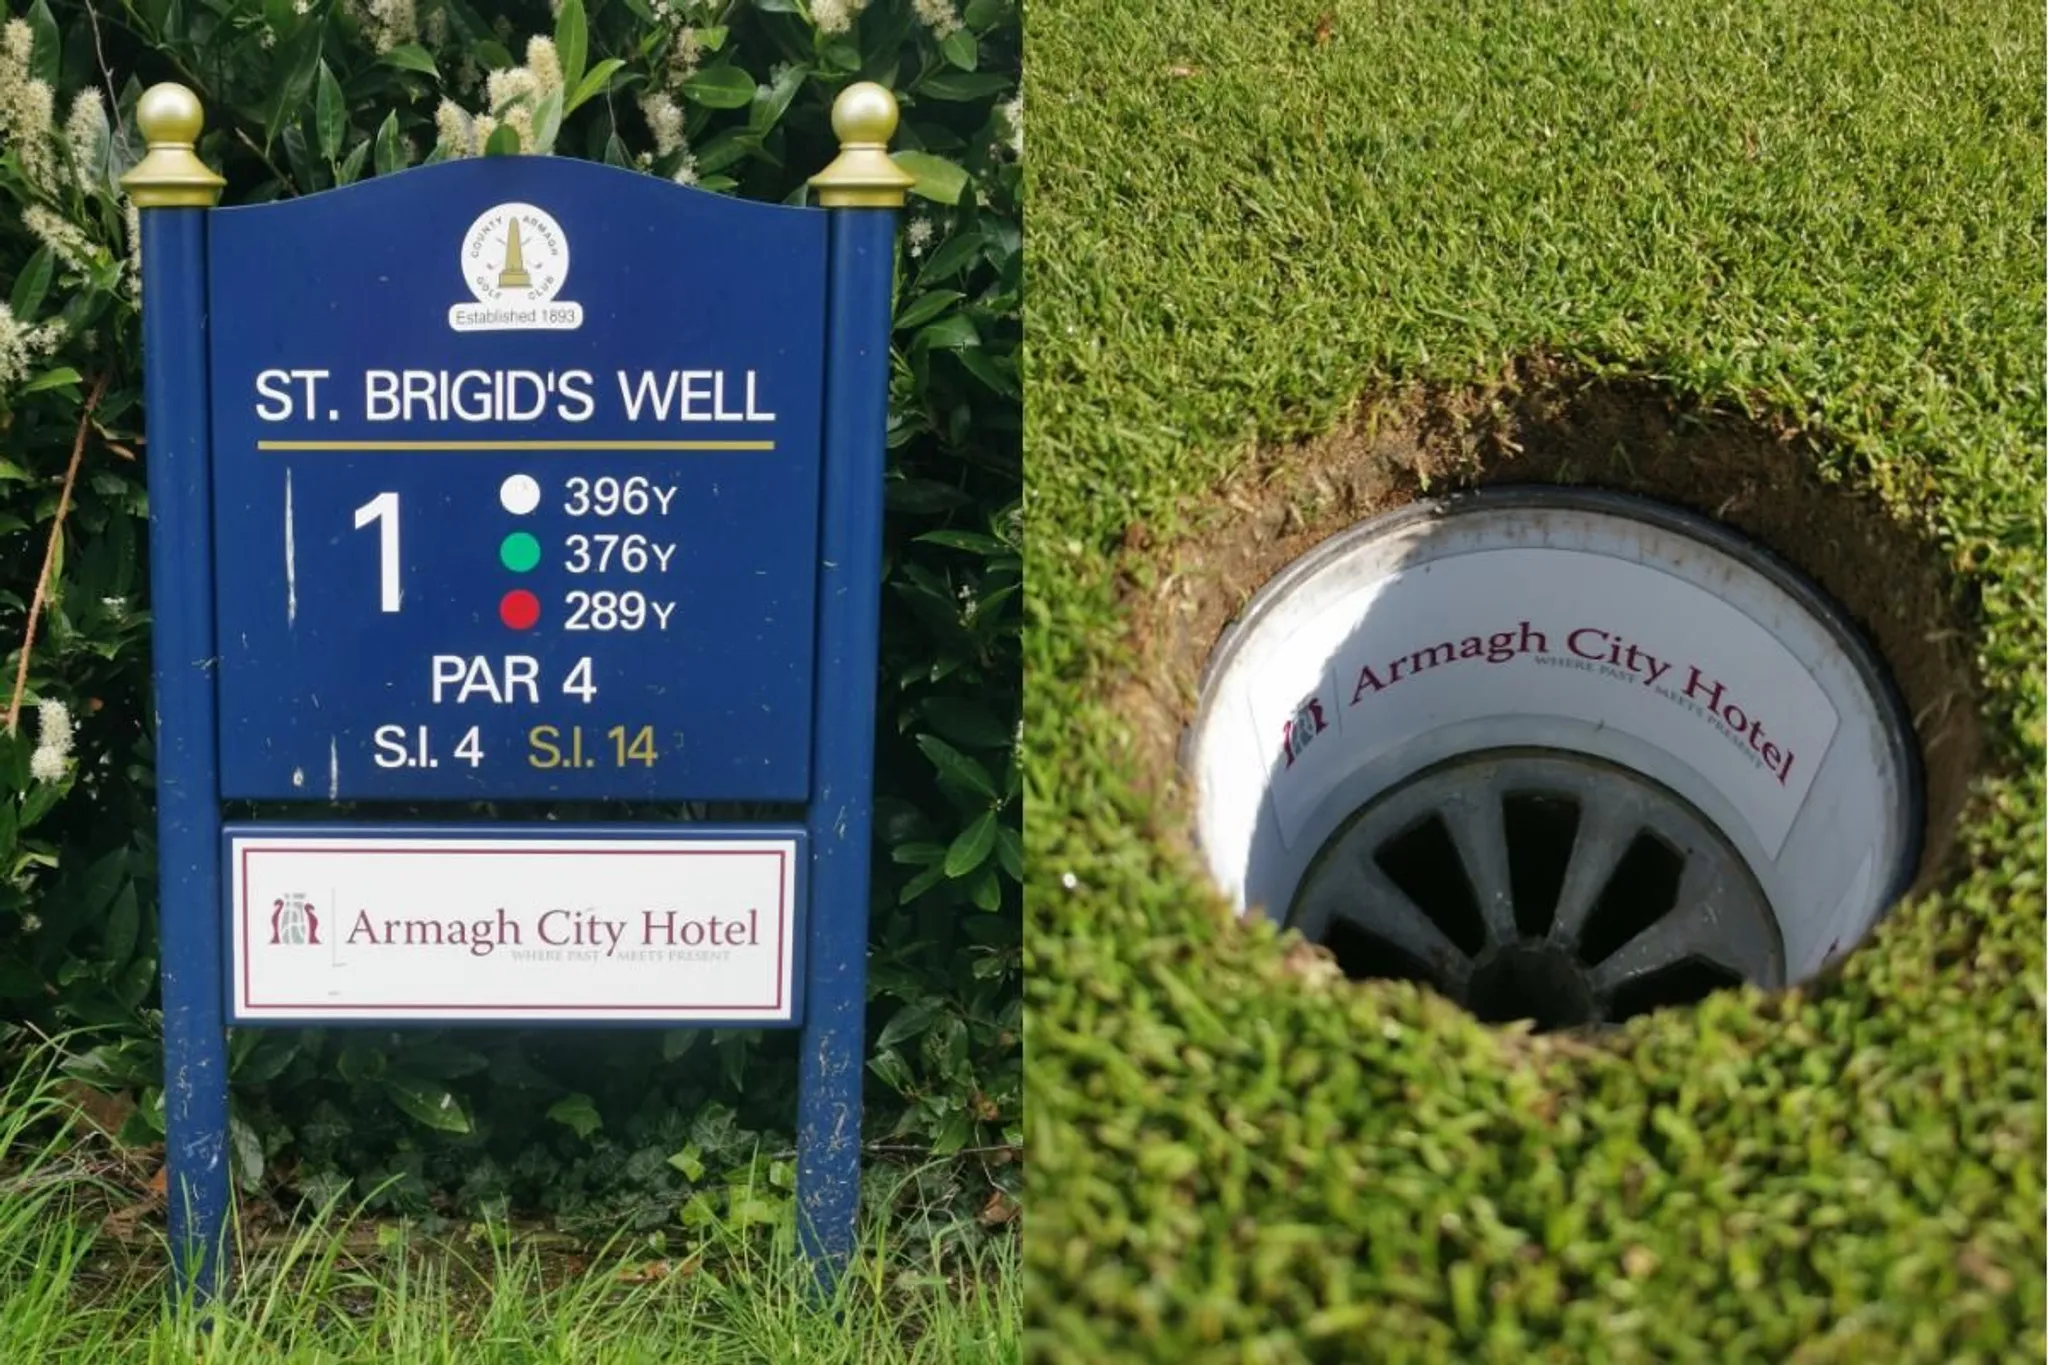 COUNTY ARMAGH
GOLF CLUB
Established 1893
ST. BRIGID'S WELL
1
396Y
376Y
289Y
PAR 4
S.I. 4 S.I. 14
Armagh City Hotel
WHERE PAST MEETS PRESENT
Armagh City Hotel
WHERE PAST MEETS PRESENT